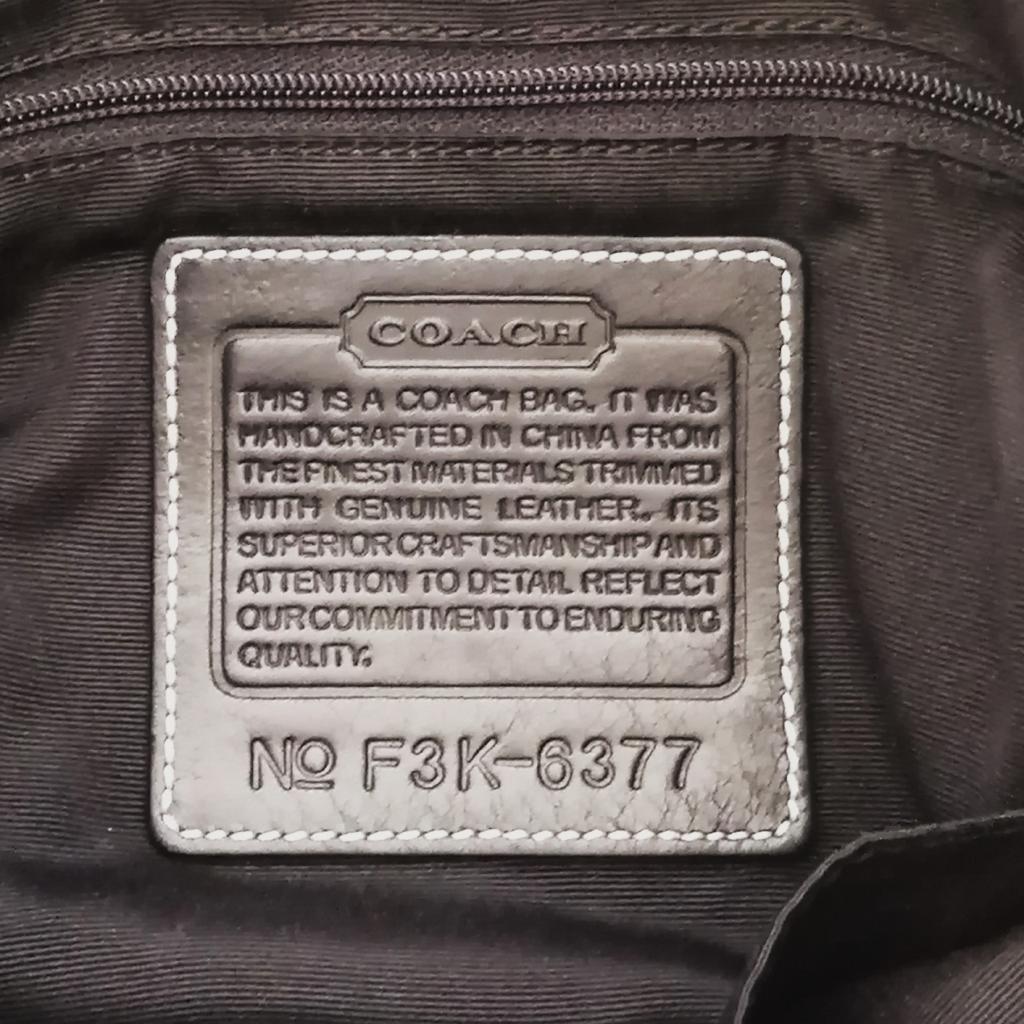 COACH
THIS IS A COACH BAG. IT WAS
HANDCRAFTED IN CHINA FROM
THE FINEST MATERIALS TRIMMED
WITH GENUINE LEATHER. ITS
SUPERIOR CRAFTSMANSHIP AND
ATTENTION TO DETAIL REFLECT
OUR COMMITMENT TO ENDURING
QUALITY.
No F3K-6377